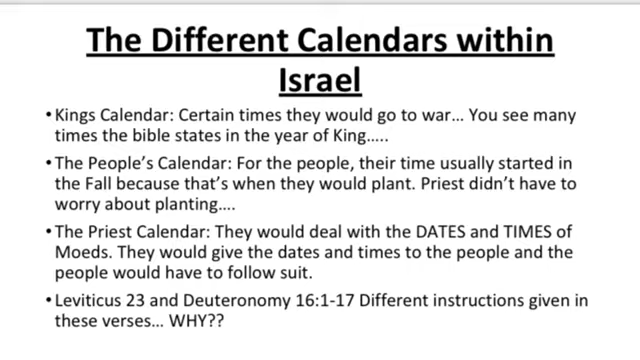 The Different Calendars within
Israel
• Kings Calendar: Certain times they would go to war... You see many
times the bible states in the year of King.....
• The People's Calendar: For the people, their time usually started in
the Fall because that's when they would plant. Priest didn't have to
worry about planting....
• The Priest Calendar: They would deal with the DATES and TIMES of
Moeds. They would give the dates and times to the people and the
people would have to follow suit.
• Leviticus 23 and Deuteronomy 16:1-17 Different instructions given in
these verses... WHY??